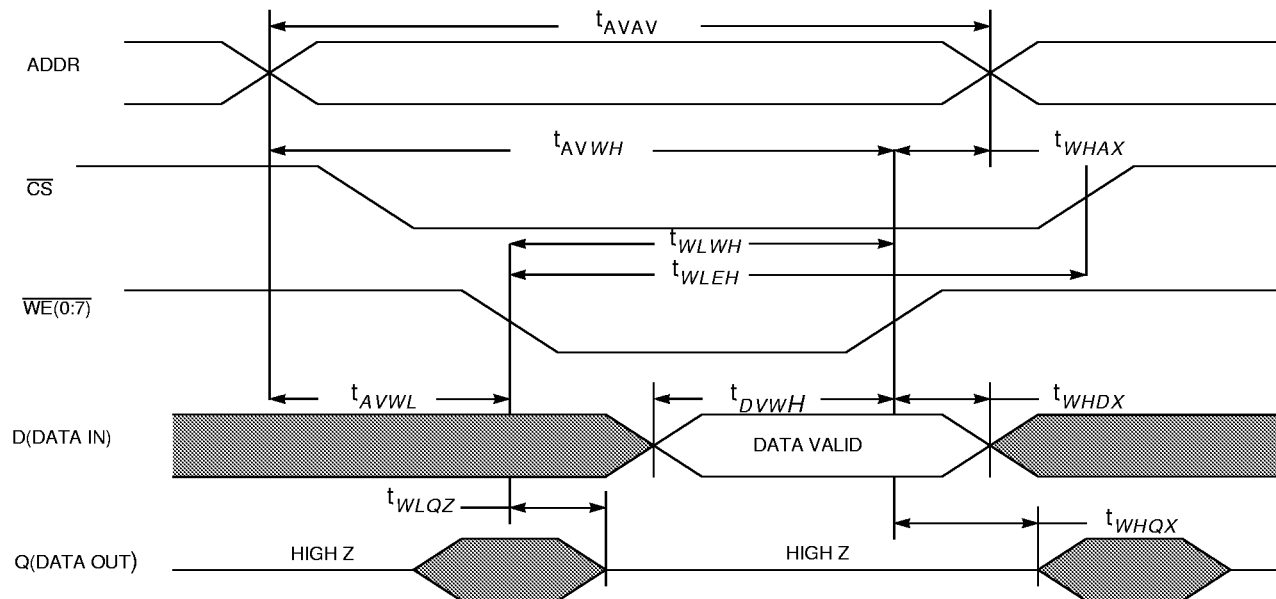 tAVAV
ADDR
tAVWH
tWHAX
CS
tWLWH
tWLEH
WE(0:7)
tAVWL
tDVWH
tWHDX
D(DATA IN)
DATA VALID
tWLQZ
tWHQX
HIGH Z
HIGH Z
Q(DATA OUT)